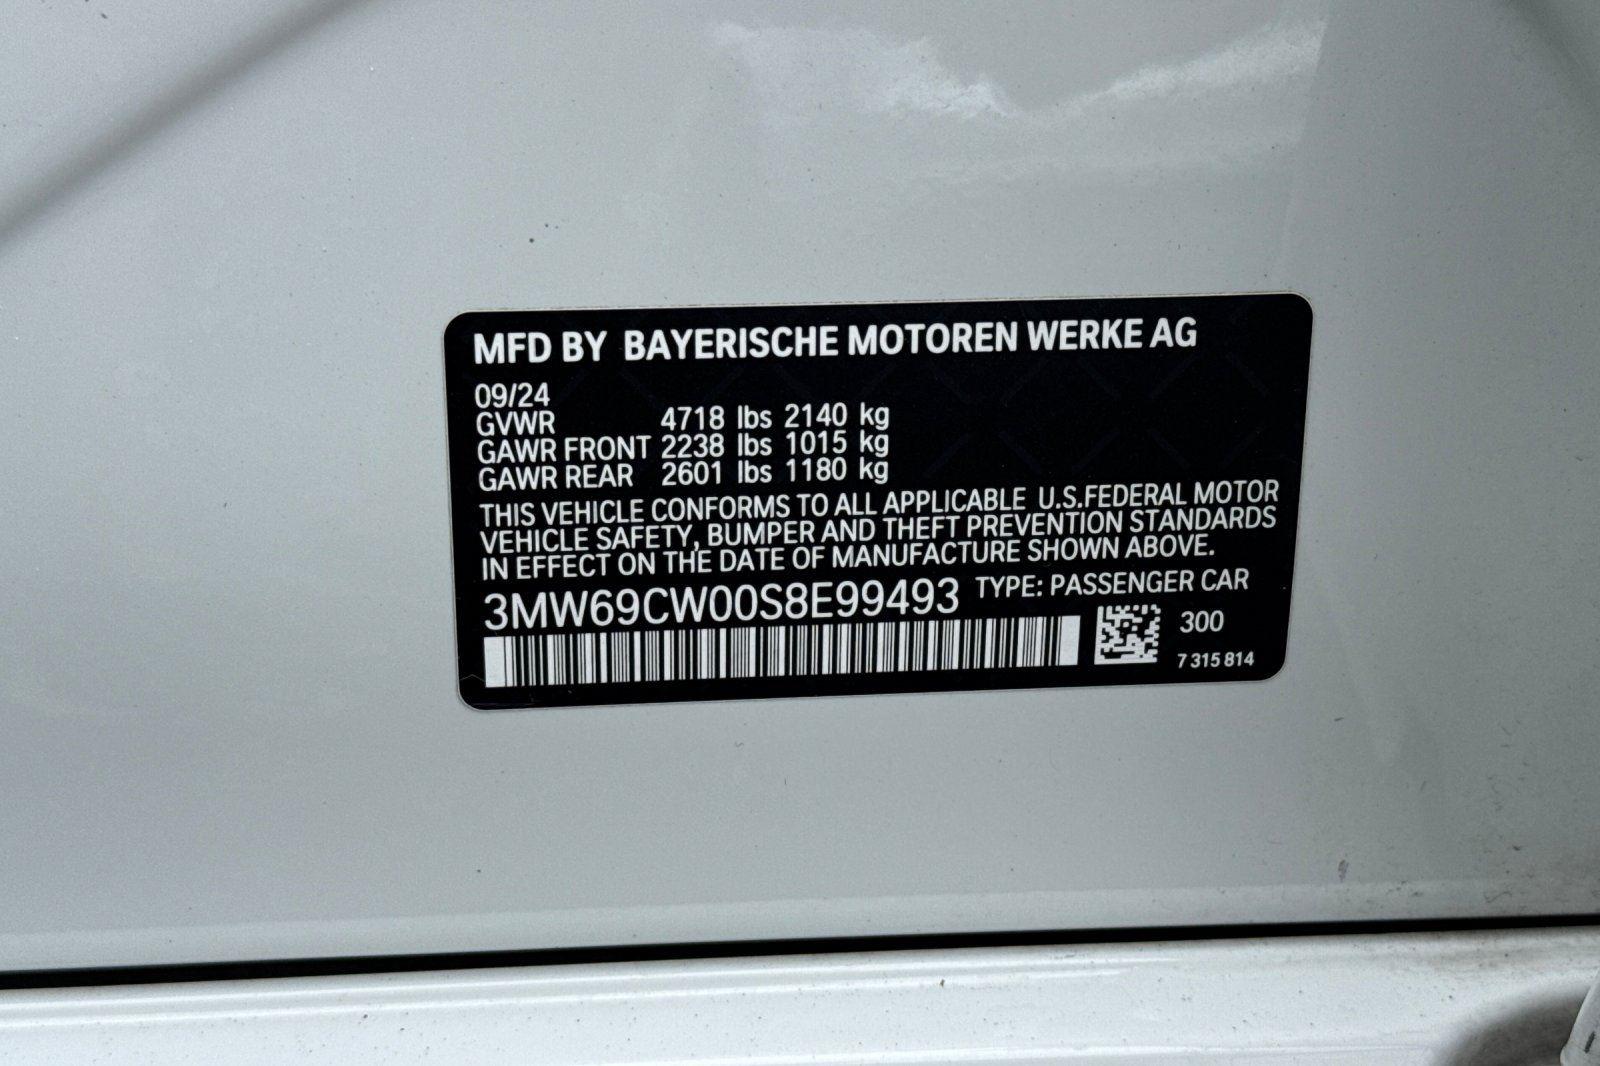 MFD BY BAYERISCHE MOTOREN WERKE AG
09/24
GVWR 4718 lbs 2140 kg
GAWR FRONT 2238 lbs 1015 kg
GAWR REAR 2601 lbs 1180 kg
THIS VEHICLE CONFORMS TO ALL APPLICABLE U.S.FEDERAL MOTOR
VEHICLE SAFETY, BUMPER AND THEFT PREVENTION STANDARDS
IN EFFECT ON THE DATE OF MANUFACTURE SHOWN ABOVE.
3MW69CW00S8E99493 TYPE: PASSENGER CAR
300
7 315 814